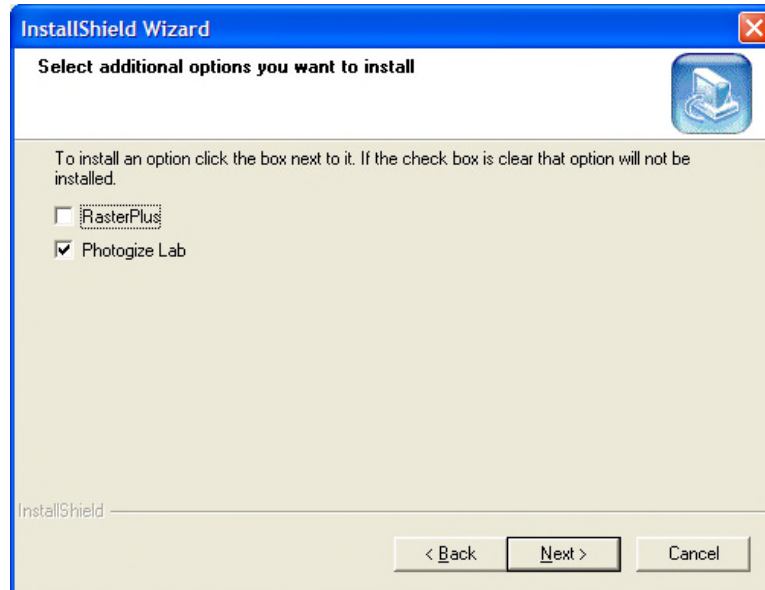 InstallShield Wizard
Select additional options you want to install
To install an option click the box next to it. If the check box is clear that option will not be
installed.
RasterPlus
Photogize Lab
InstallShield
< Back Next > Cancel